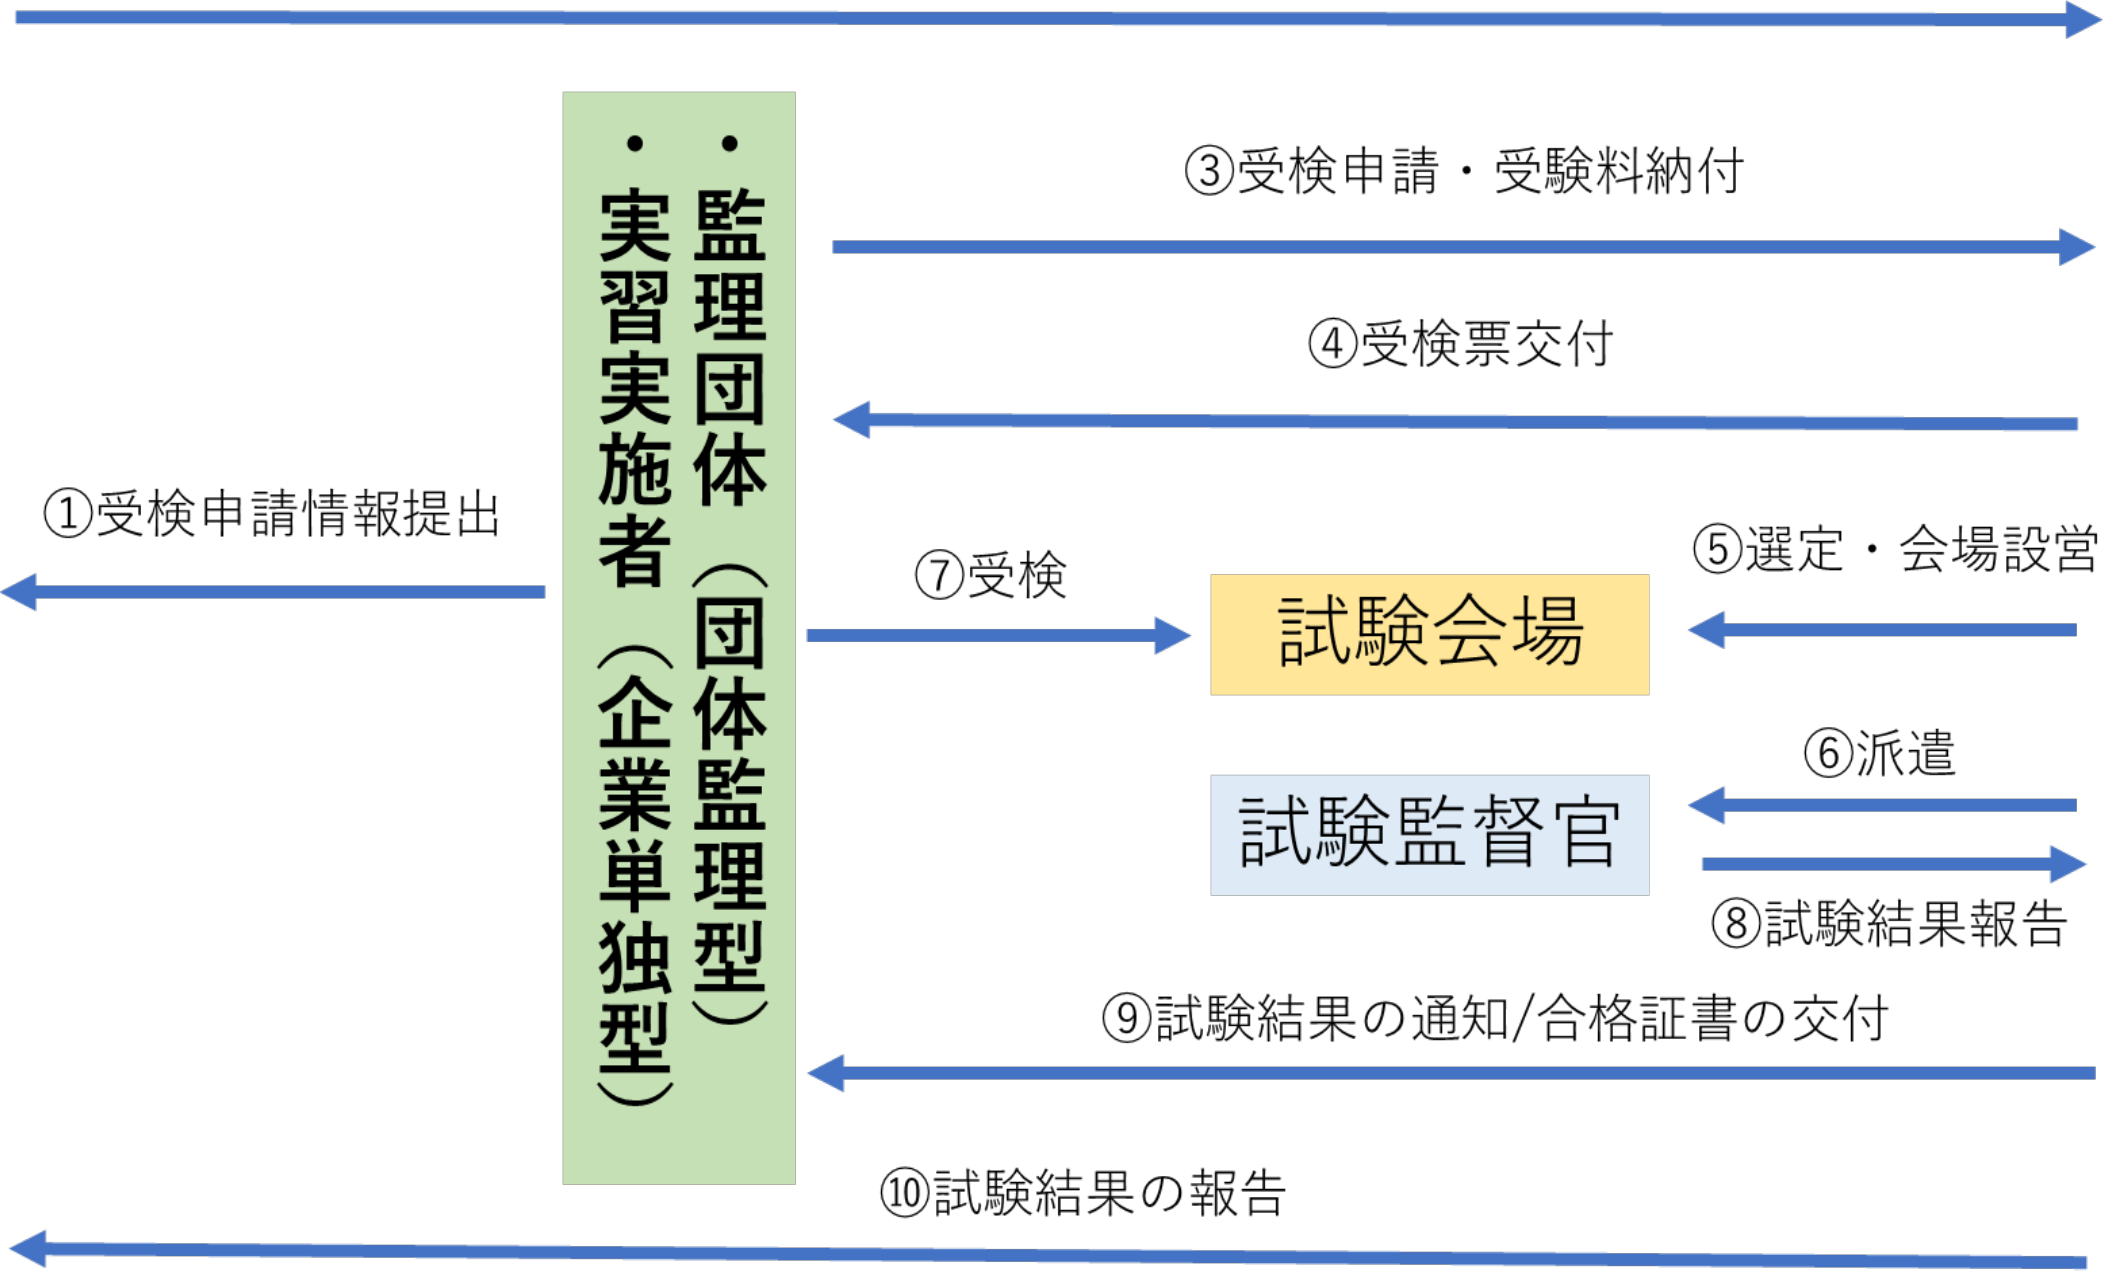 ③受検申請・受験料納付
④受検票交付
・監理団体（団体監理型）
・実習実施者（企業単独型）
①受検申請情報提出
⑤選定・会場設営
⑦受検
試験会場
⑥派遣
試験監督官
⑧試験結果報告
⑨試験結果の通知/合格証書の交付
⑩試験結果の報告